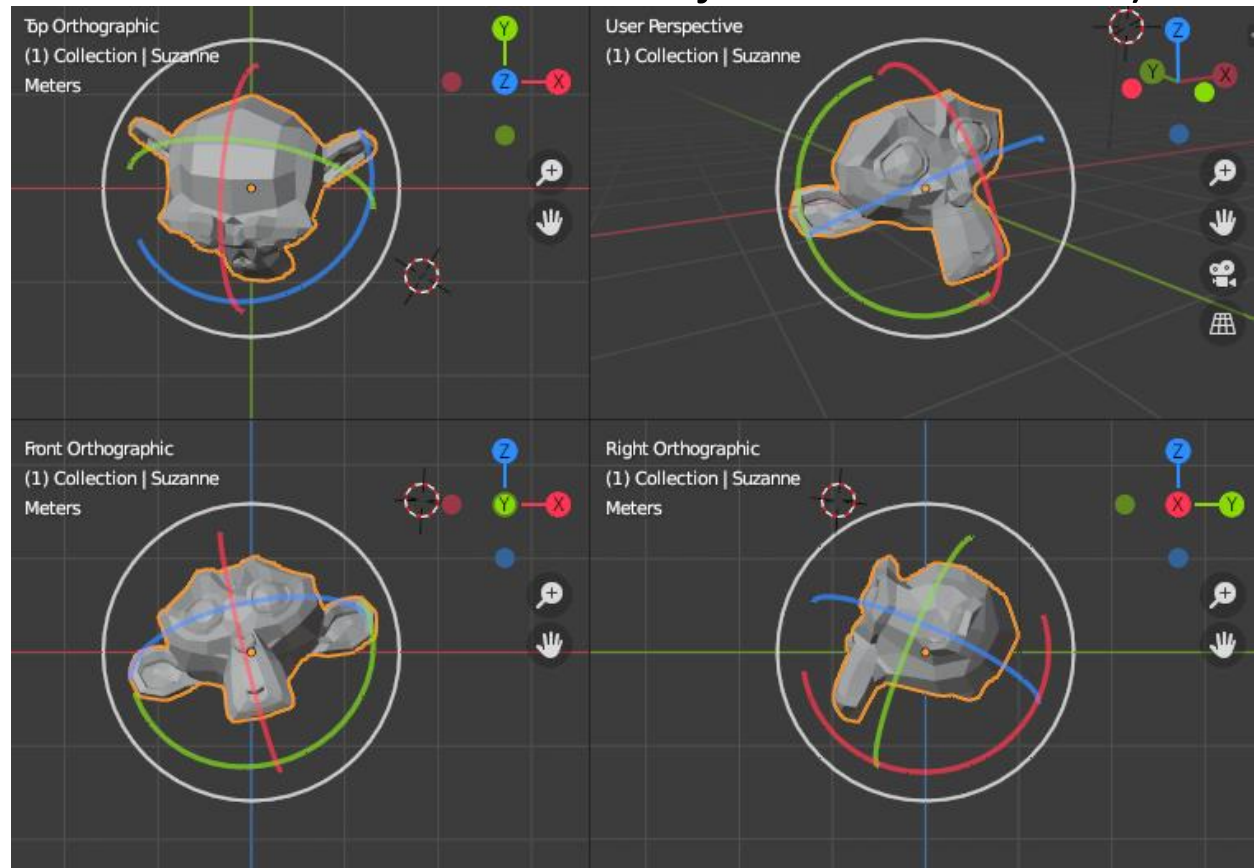 Top Orthographic
(1) Collection | Suzanne
Meters
Y
Z
X
User Perspective
(1) Collection | Suzanne
Z
Y
X
Front Orthographic
(1) Collection | Suzanne
Meters
Z
Y
X
Right Orthographic
(1) Collection | Suzanne
Meters
Z
X
Y